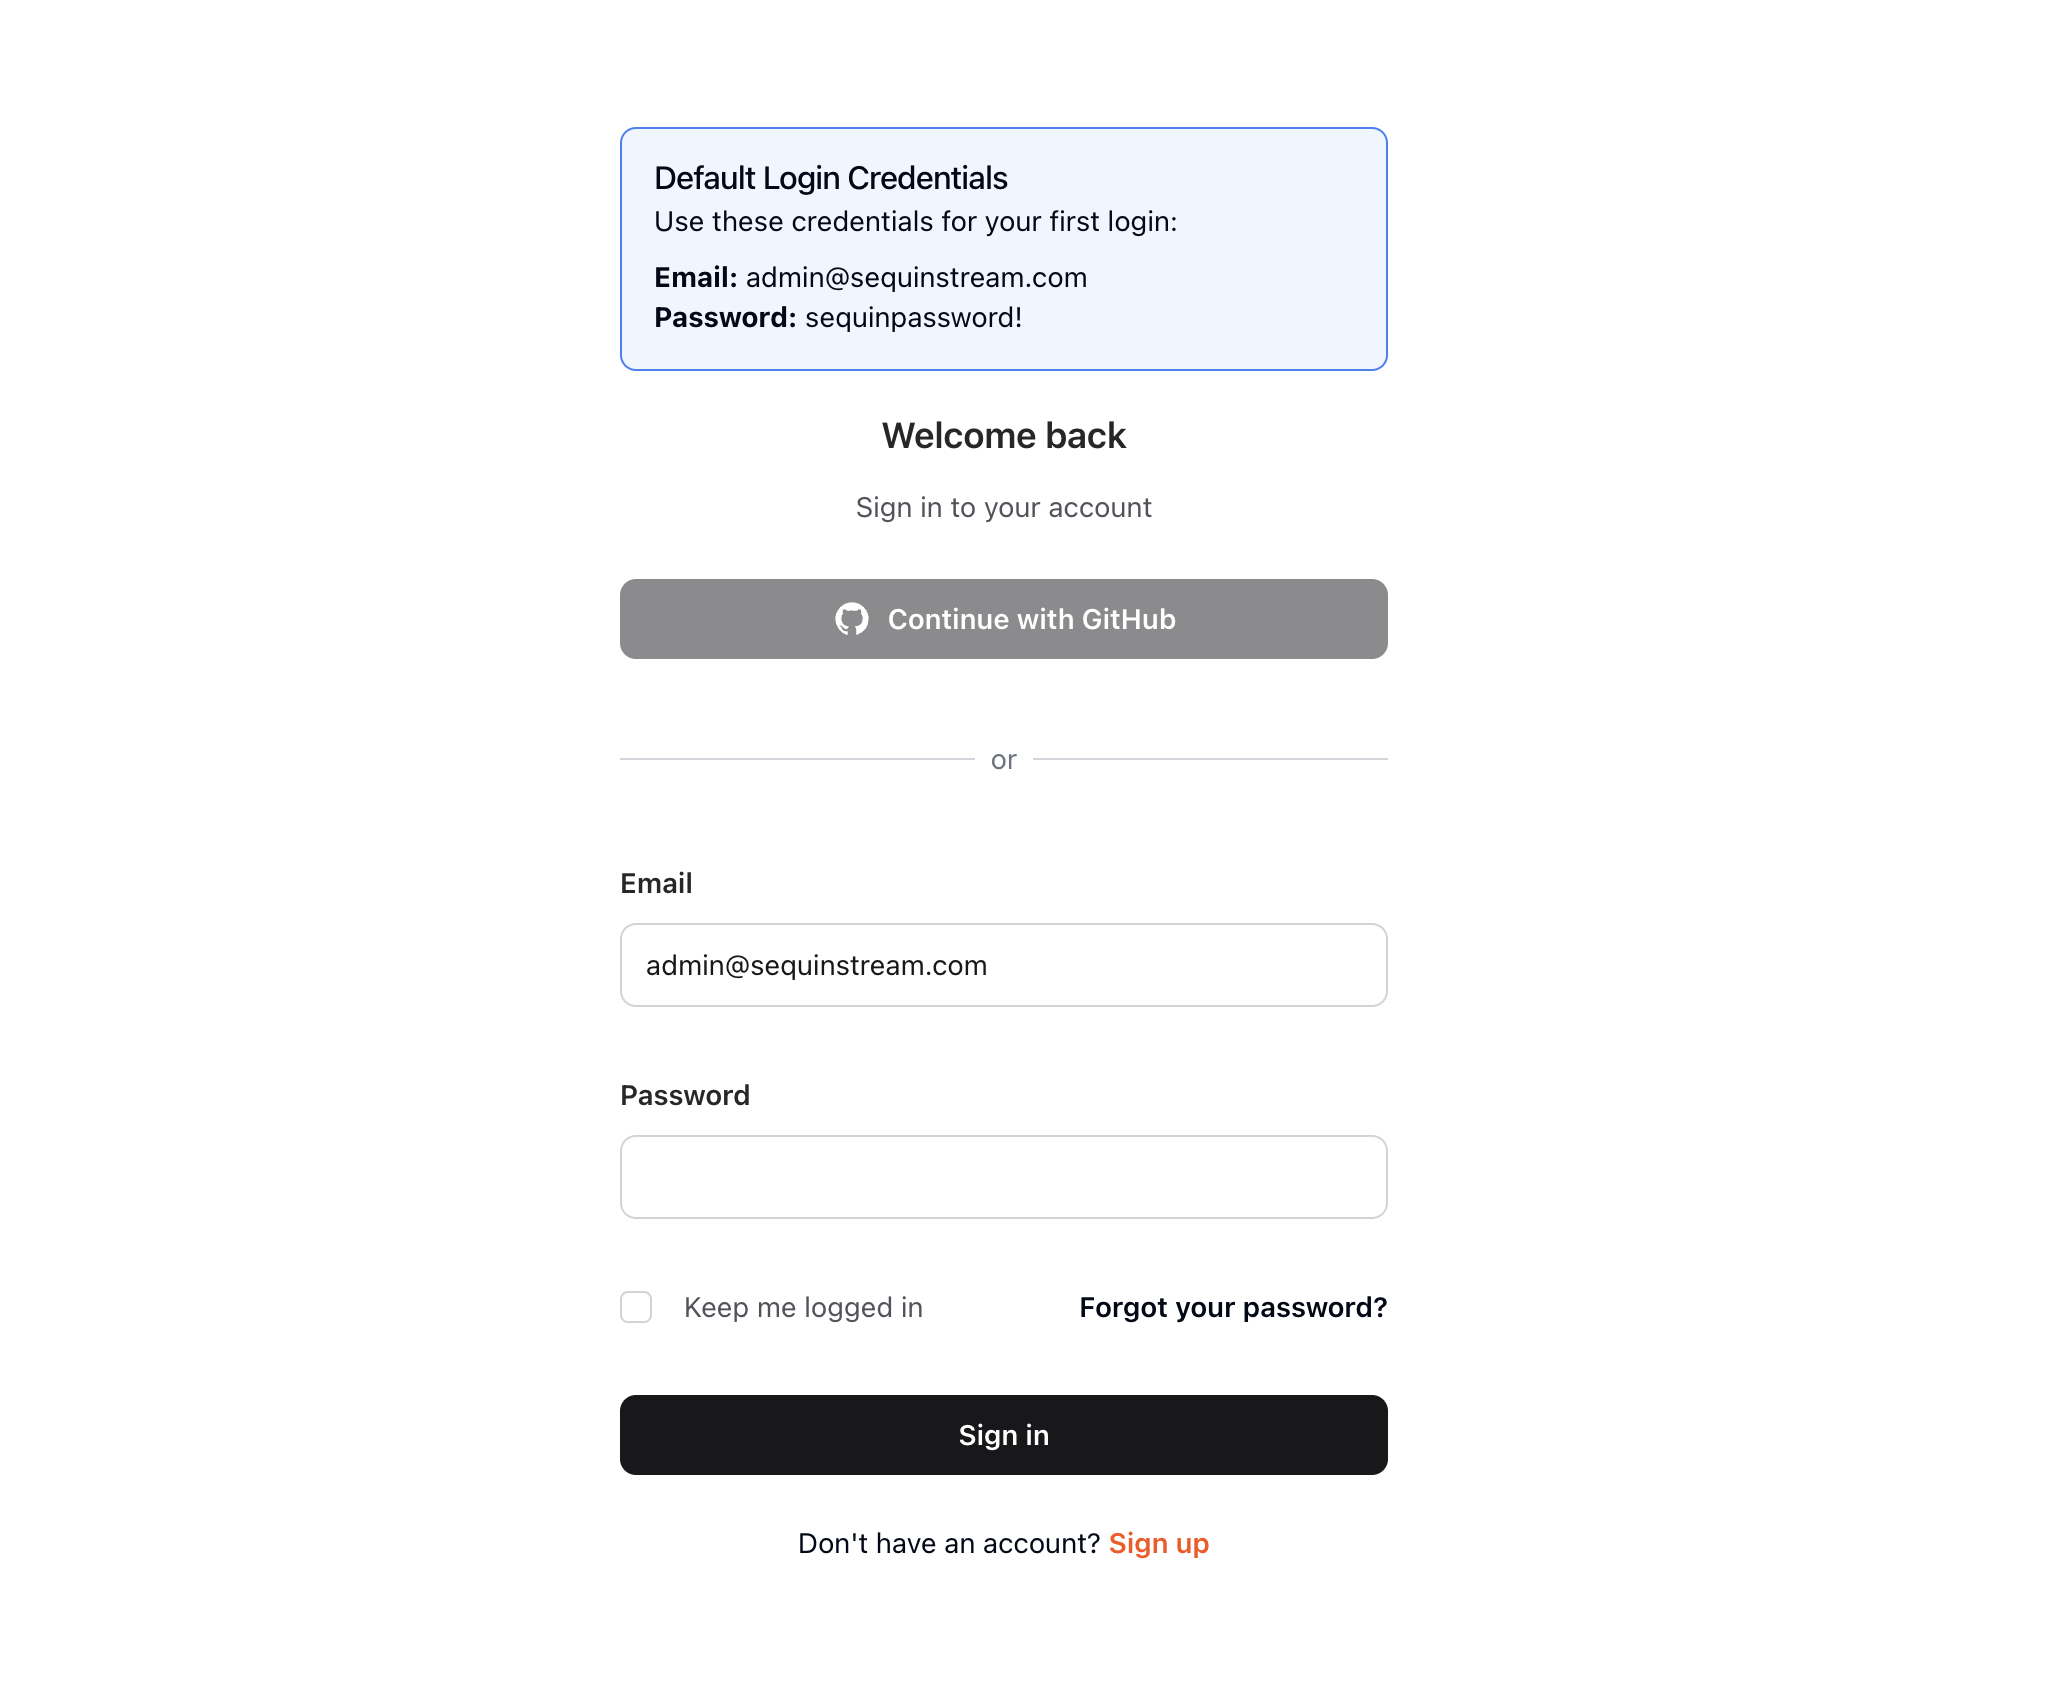 Default Login Credentials
Use these credentials for your first login:
Email: admin@sequinstream.com
Password: sequinpassword!
Welcome back
Sign in to your account
Continue with GitHub
or
Email
admin@sequinstream.com
Password
Keep me logged in
Forgot your password?
Sign in
Don't have an account? Sign up